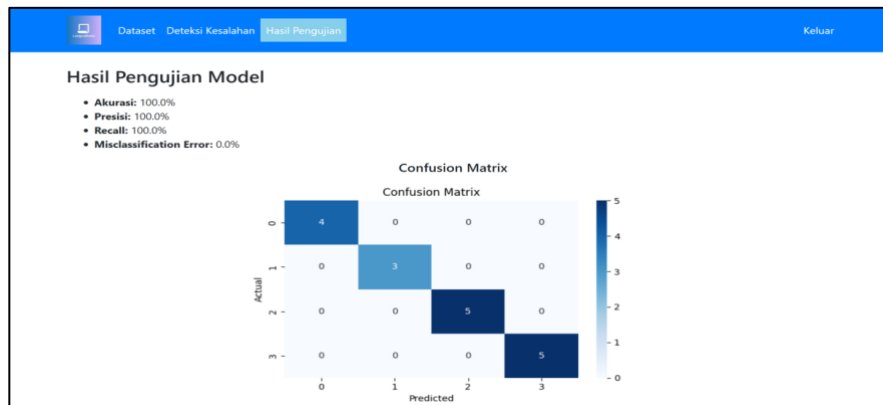 Dataset Deteksi Kesalahan Hasil Pengujian Keluar
Hasil Pengujian Model
• Akurasi: 100.0%
• Presisi: 100.0%
• Recall: 100.0%
• Misclassification Error: 0.0%
Confusion Matrix
Confusion Matrix
0 4 0 0 0
1 0 3 0 0
2 0 0 5 0
3 0 0 0 5
Actual
0 1 2 3
Predicted
5
4
3
2
1
0